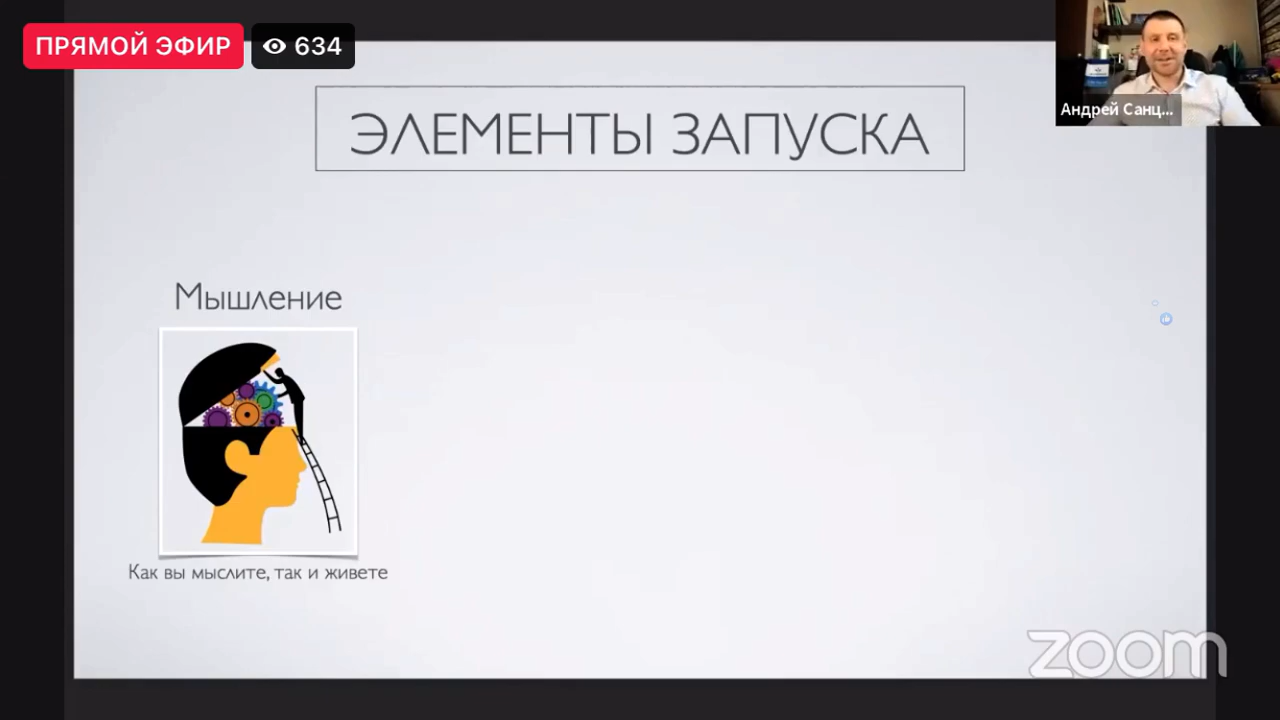 ПРЯМОЙ ЭФИР 634
Андрей Санц...
ЭЛЕМЕНТЫ ЗАПУСКА
Мышление
Как вы мыслите, так и живете
zoom